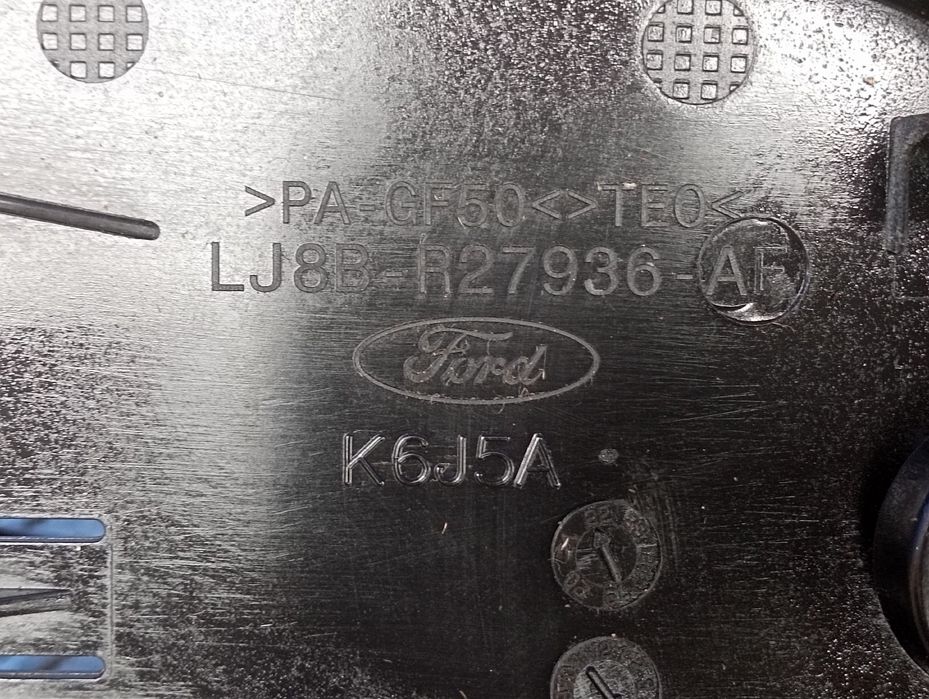 >PA-GF50<>TEO<
LJ8B-R27936-AF
Ford
K6J5A